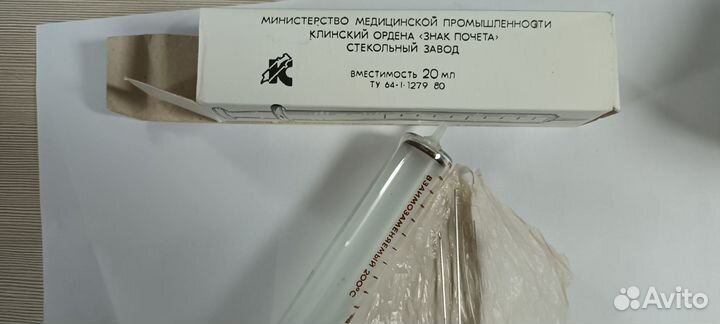 МИНИСТЕРСТВО МЕДИЦИНСКОЙ ПРОМЫШЛЕННОСТИ
КЛИНСКИЙ ОРДЕНА «ЗНАК ПОЧЕТА»
СТЕКОЛЬНЫЙ ЗАВОД
ВМЕСТИМОСТЬ 20 МЛ
ТУ 64-1-1279 80
ВЗАИМОЗАМЕНЯЕМЫЙ 200°С
Avito